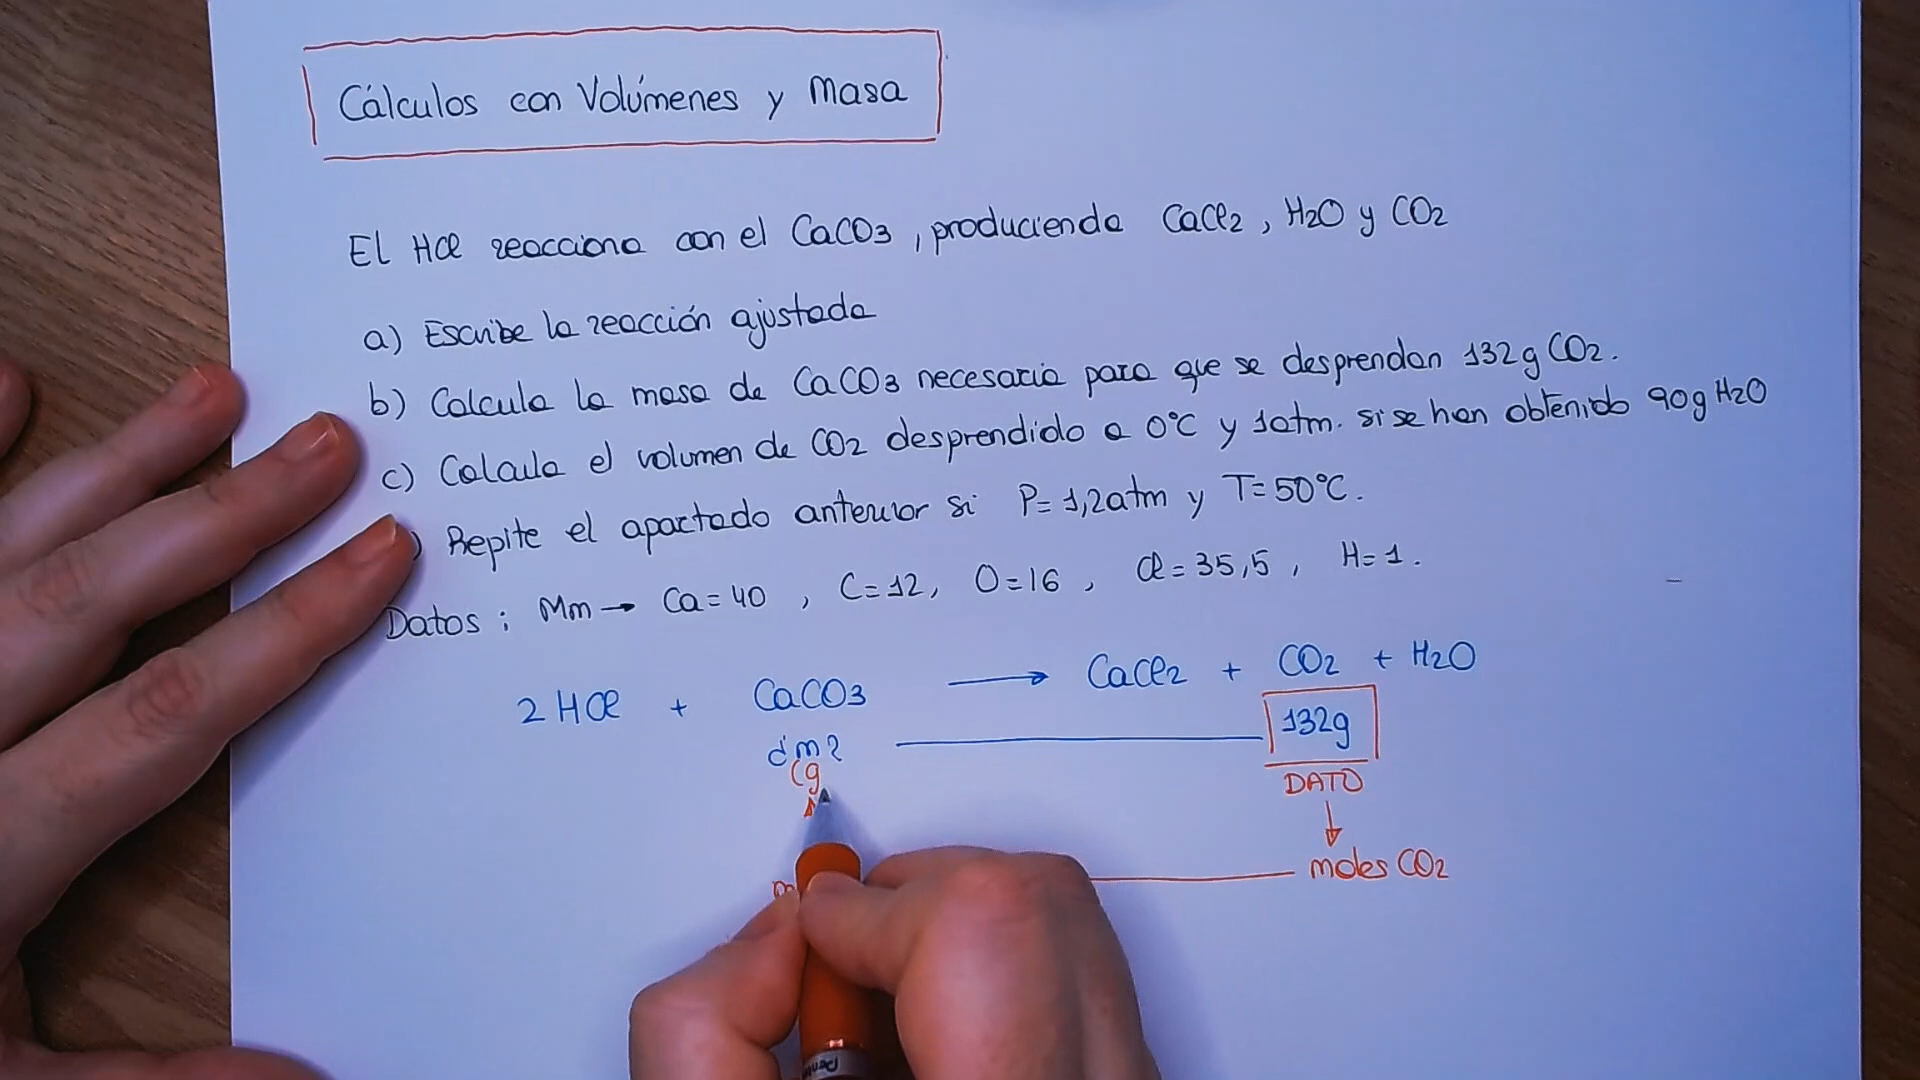 Cálculos con Volúmenes y Masa
El HCl reacciona con el CaCO3, produciendo CaCl2, H2O y CO2
a) Escribe la reacción ajustada
b) Calcula la masa de CaCO3 necesaria para que se desprendan 132g CO2.
c) Calcula el volumen de CO2 desprendido a 0°C y 1atm. si se han obtenido 90g H2O
) Repite el apartado anterior si P=1,2atm y T=50°C.
Datos: Mm→ Ca=40, C=12, O=16, Cl=35,5, H=1.
2HCl + CaCO3 → CaCl2 + CO2 + H2O
¿m? 132g
(g DATO
moles CO2